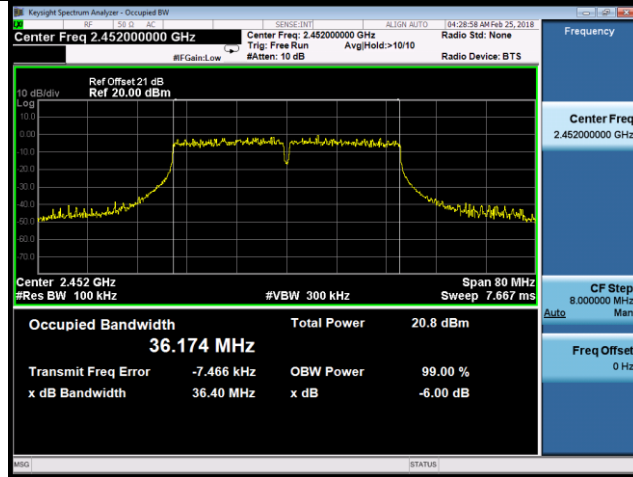 Keysight Spectrum Analyzer - Occupied BW
RF 50 Ω AC SENSE:INT ALIGN AUTO 04:28:58 AM Feb 25, 2018
Center Freq 2.452000000 GHz
Center Freq: 2.452000000 GHz Radio Std: None
Trig: Free Run Avg|Hold:>10/10
#IFGain:Low #Atten: 10 dB Radio Device: BTS
Ref Offset 21 dB
10 dB/div Ref 20.00 dBm
Log
10.0
0.00
-10.0
-20.0
-30.0
-40.0
-50.0
-60.0
-70.0
Center 2.452 GHz Span 80 MHz
#Res BW 100 kHz #VBW 300 kHz Sweep 7.667 ms
Occupied Bandwidth Total Power 20.8 dBm
36.174 MHz
Transmit Freq Error -7.466 kHz OBW Power 99.00 %
x dB Bandwidth 36.40 MHz x dB -6.00 dB
MSG STATUS
Frequency
Center Freq
2.452000000 GHz
CF Step
8.000000 MHz
Auto Man
Freq Offset
0 Hz